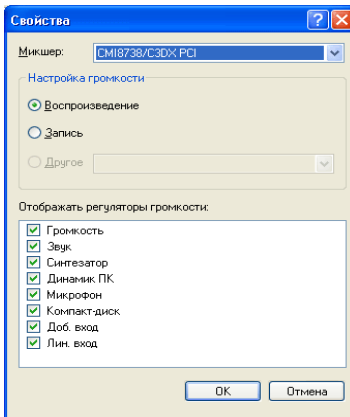 Свойства
Микшер: CMI8738/C3DX PCI
Настройка громкости
Воспроизведение
Запись
Другое
Отображать регуляторы громкости:
Громкость
Звук
Синтезатор
Динамик ПК
Микрофон
Компакт-диск
Доб. вход
Лин. вход
OK Отмена